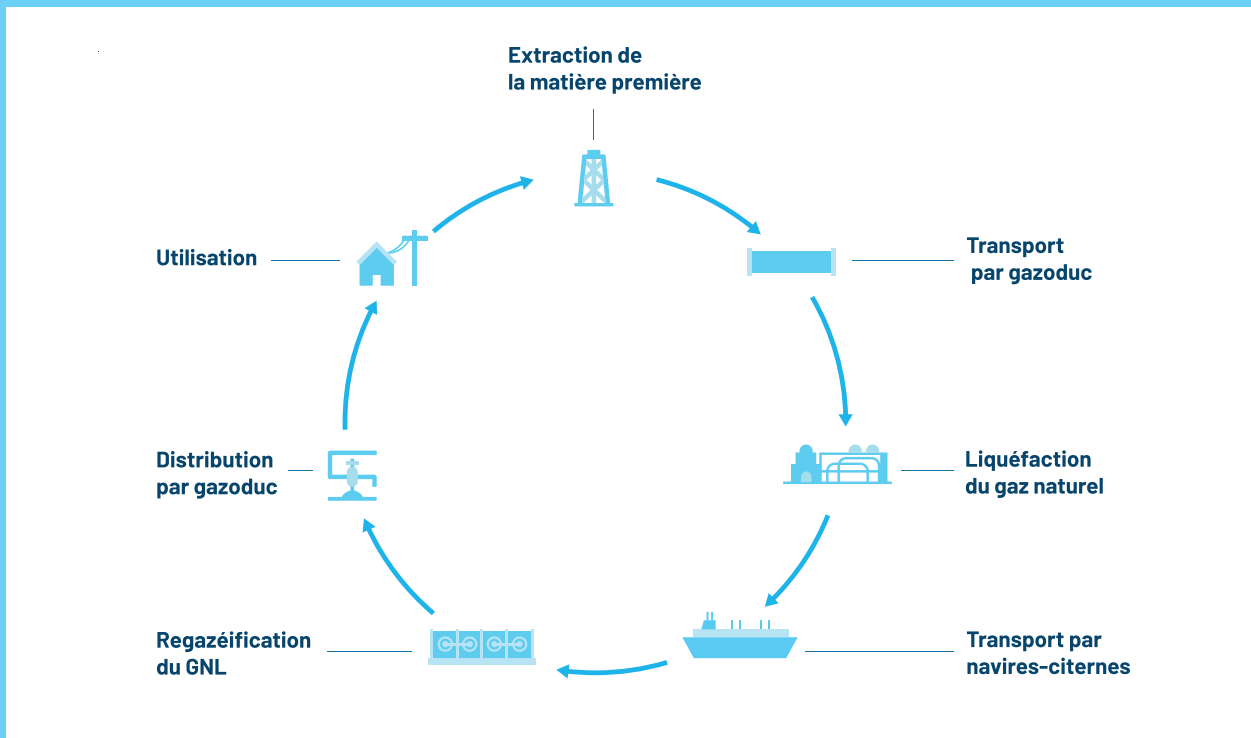 Extraction de
la matière première
Transport
par gazoduc
Liquéfaction
du gaz naturel
Transport par
navires-citernes
Regazéification
du GNL
Distribution
par gazoduc
Utilisation